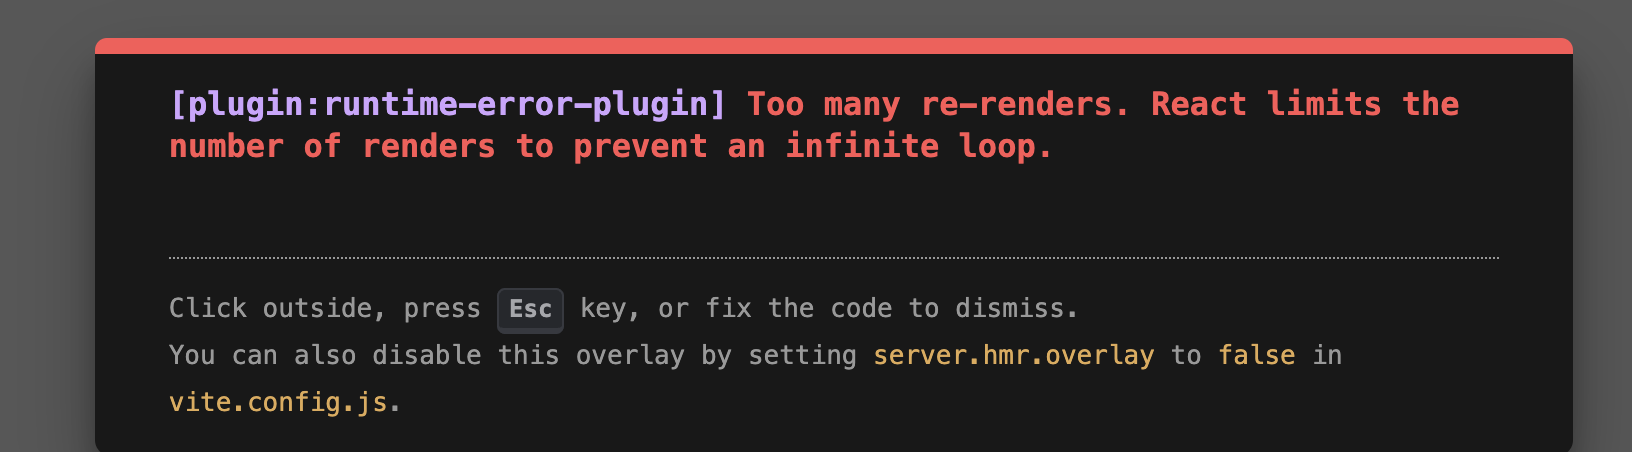 [plugin:runtime-error-plugin] Too many re-renders. React limits the
number of renders to prevent an infinite loop.
Click outside, press Esc key, or fix the code to dismiss.
You can also disable this overlay by setting server.hmr.overlay to false in
vite.config.js.